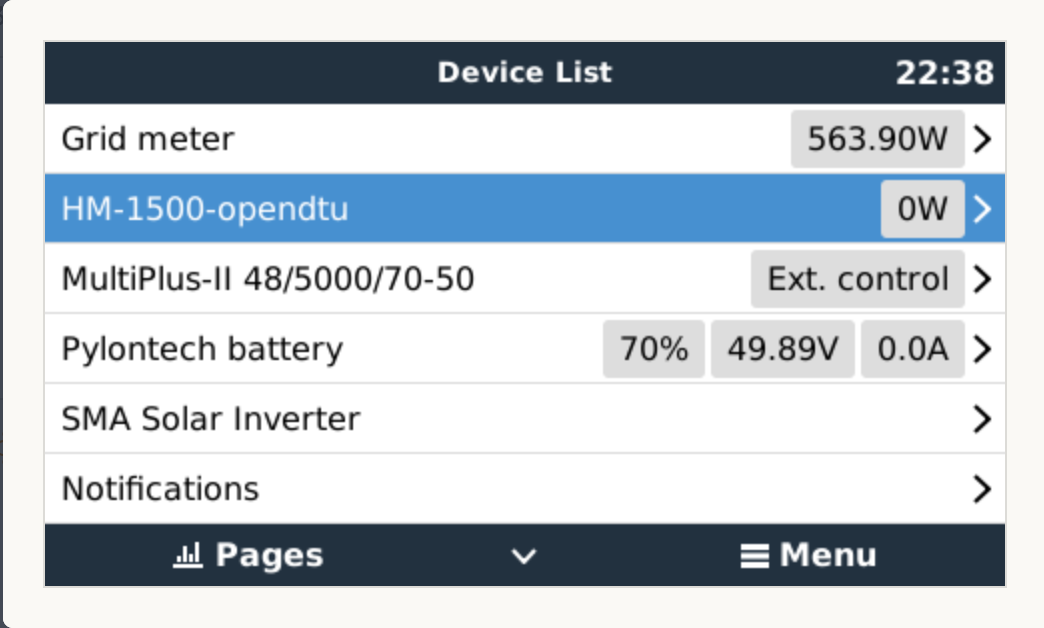 Device List 22:38
Grid meter 563.90W
HM-1500-opendtu 0W
MultiPlus-II 48/5000/70-50 Ext. control
Pylontech battery 70% 49.89V 0.0A
SMA Solar Inverter
Notifications
Pages Menu